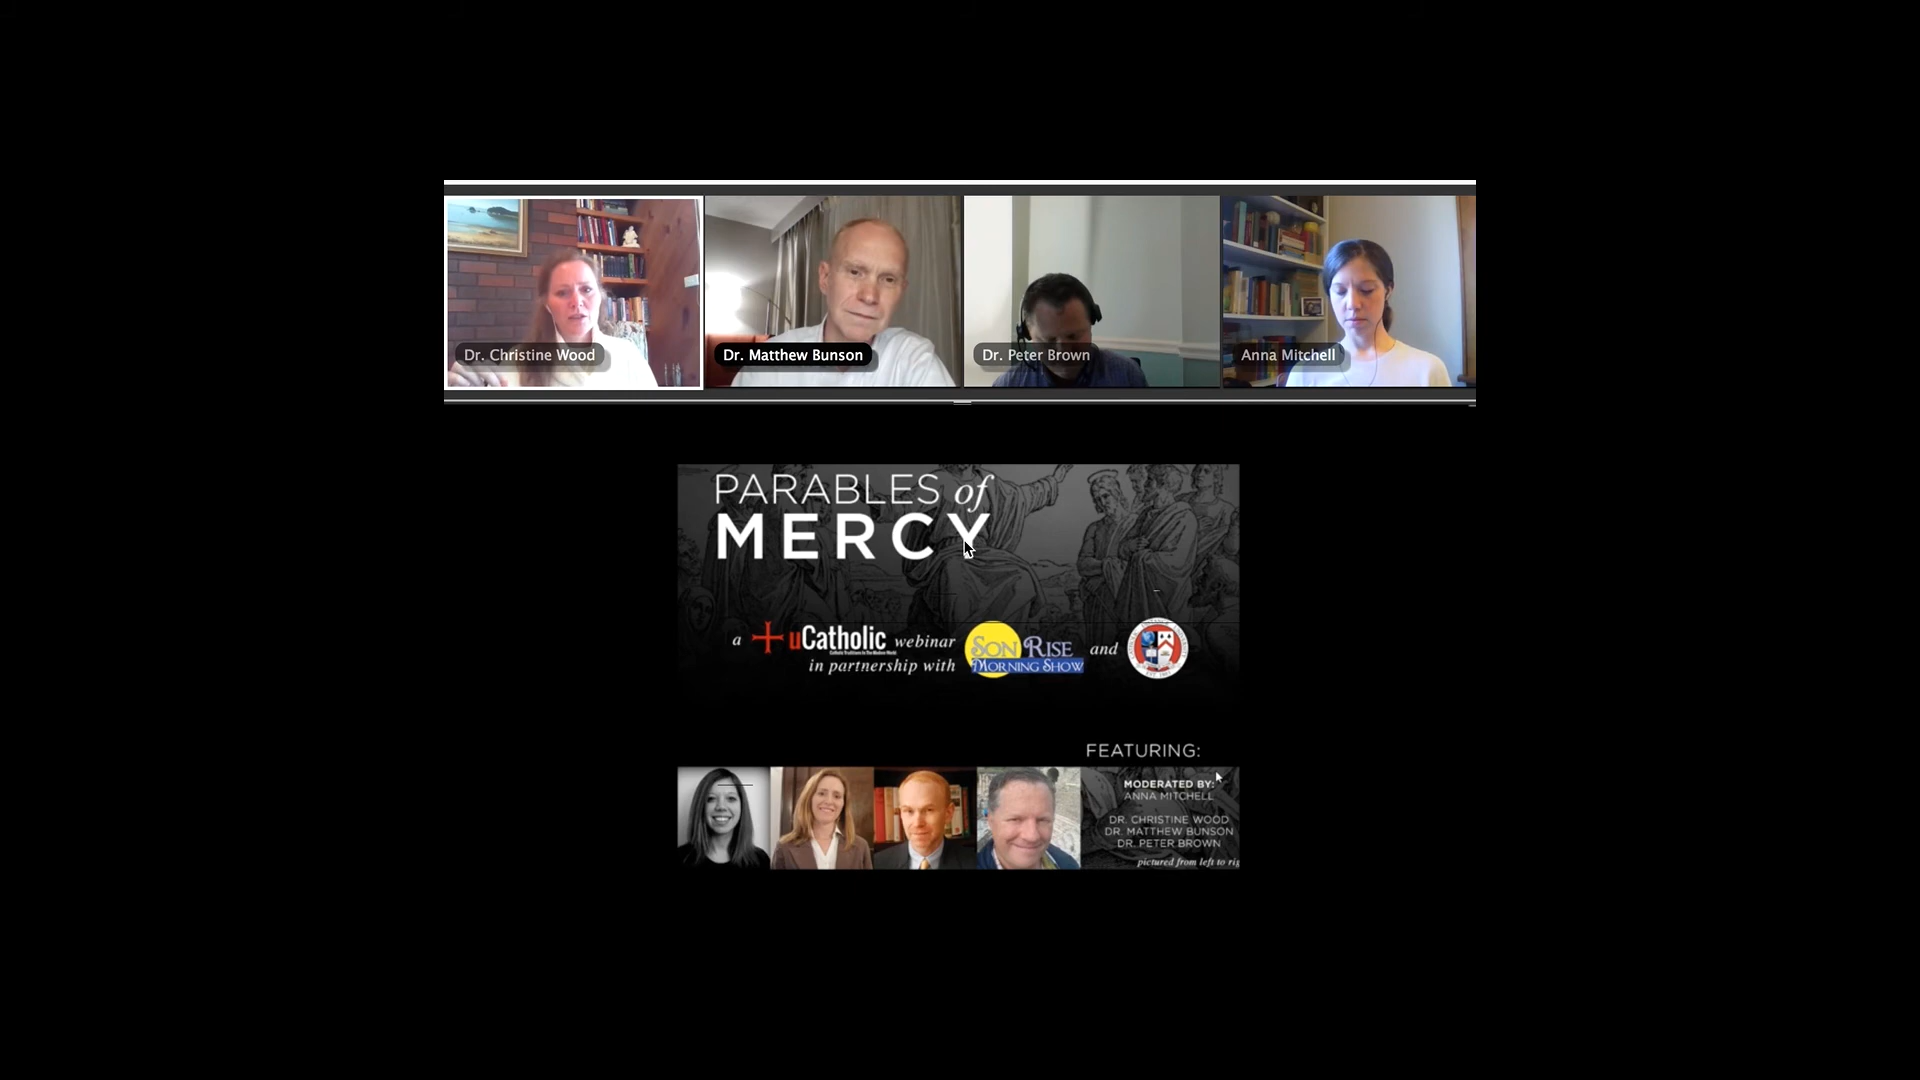 Dr. Christine Wood
Dr. Matthew Bunson
Dr. Peter Brown
Anna Mitchell
PARABLES of
MERCY
a uCatholic webinar
in partnership with
SON RISE
MORNING SHOW
and
FEATURING:
MODERATED BY:
ANNA MITCHELL
DR. CHRISTINE WOOD
DR. MATTHEW BUNSON
DR. PETER BROWN
pictured from left to rig